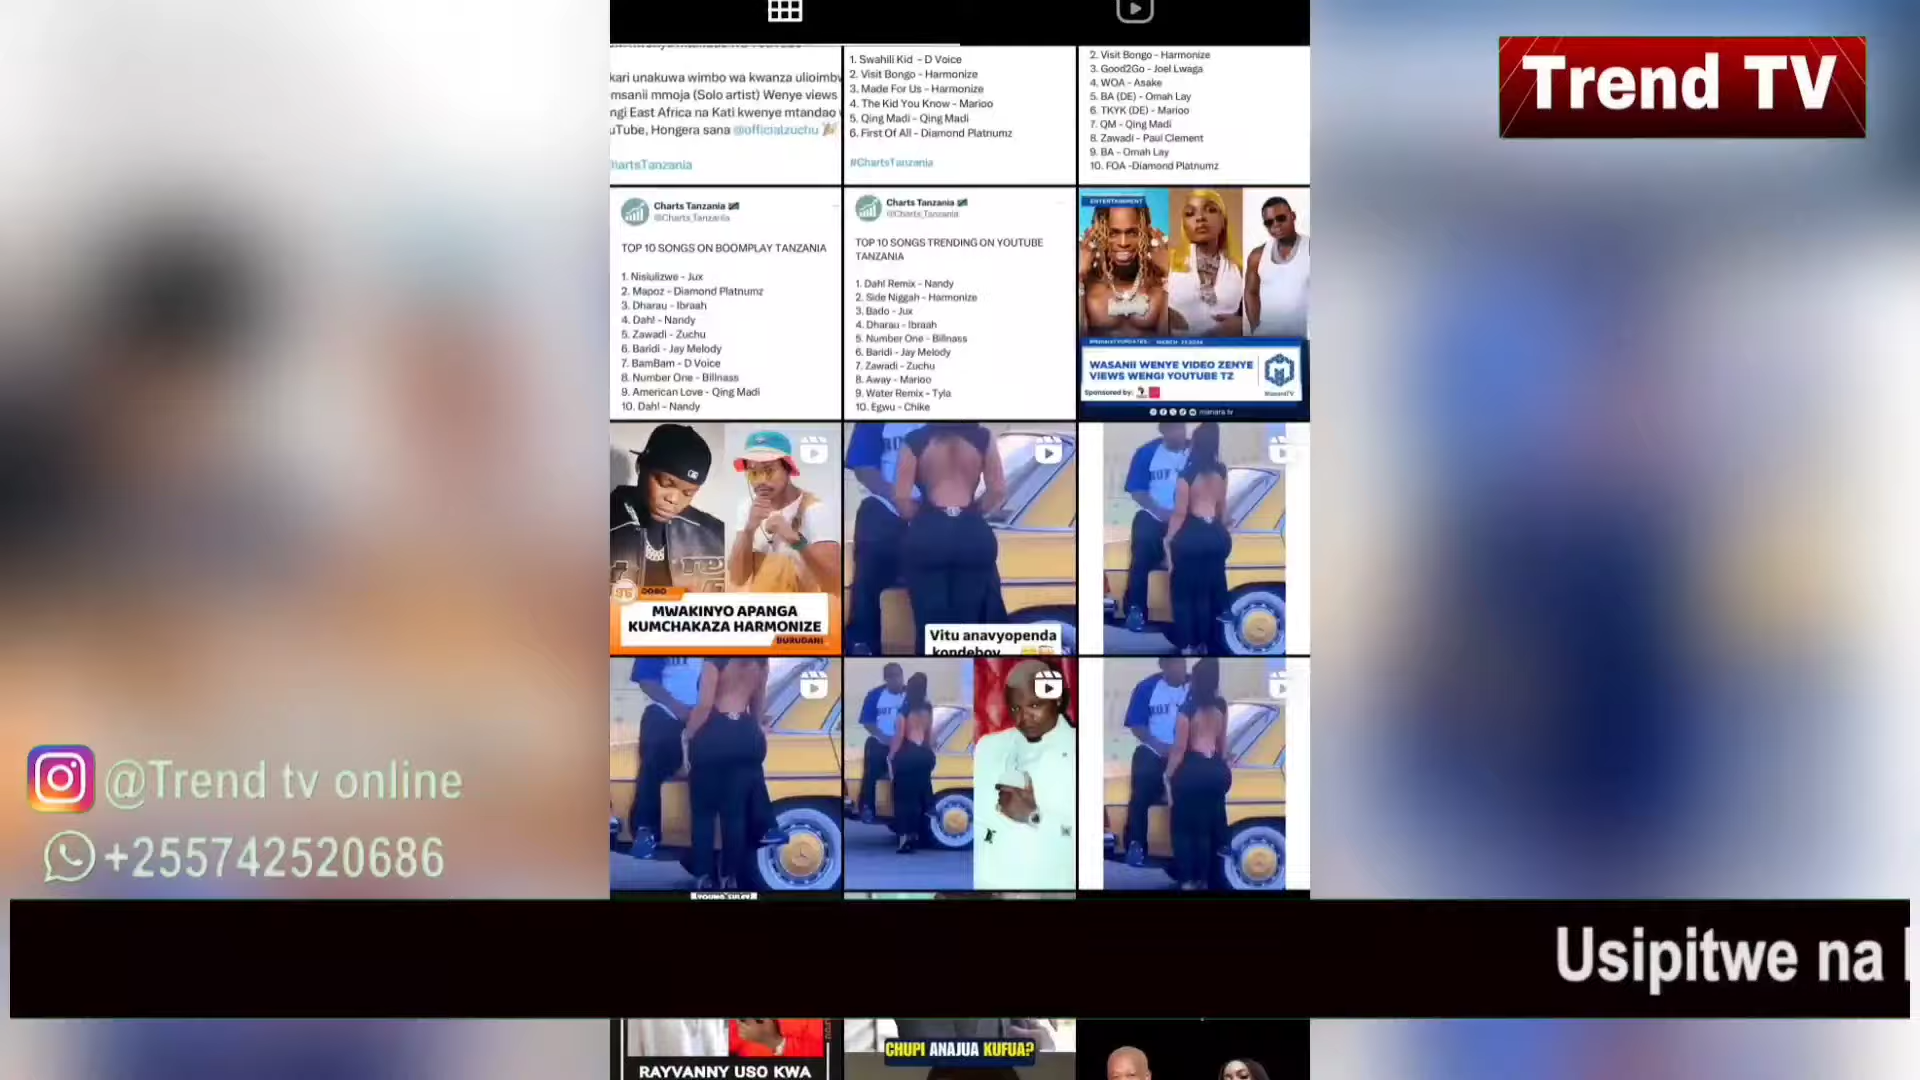 kari unakuwa wimbo wa kwanza ulioimbw
msanii mmoja (Solo artist) Wenye views
ngi East Africa na Kati kwenye mtandao
uTube, Hongera sana @officialzuchu
hartsTanzania
1. Swahili Kid - D Voice
2. Visit Bongo - Harmonize
3. Made For Us - Harmonize
4. The Kid You Know - Marioo
5. Qing Madi - Qing Madi
6. First Of All - Diamond Platnumz
#ChartsTanzania
2. Visit Bongo - Harmonize
3. Good2Go - Joel Lwaga
4. WOA - Asake
5. BA (DE) - Omah Lay
6. TKYK (DE) - Marioo
7. QM - Qing Madi
8. Zawadi - Paul Clement
9. BA - Omah Lay
10. FOA -Diamond Platnumz
Trend TV
Charts Tanzania
@Charts_Tanzania
TOP 10 SONGS ON BOOMPLAY TANZANIA
1. Nisiulizwe - Jux
2. Mapoz - Diamond Platnumz
3. Dharau - Ibraah
4. Dah! - Nandy
5. Zawadi - Zuchu
6. Baridi - Jay Melody
7. BamBam - D Voice
8. Number One - Billnass
9. American Love - Qing Madi
10. Dah! - Nandy
Charts Tanzania
@Charts_Tanzania
TOP 10 SONGS TRENDING ON YOUTUBE
TANZANIA
1. Dah! Remix - Nandy
2. Side Niggah - Harmonize
3. Bado - Jux
4. Dharau - Ibraah
5. Number One - Billnass
6. Baridi - Jay Melody
7. Zawadi - Zuchu
8. Away - Marioo
9. Water Remix - Tyla
10. Egwu - Chike
ENTERTAINMENT
WASANII WENYE VIDEO ZENYE
VIEWS WENGI YOUTUBE TZ
Sponsored by:
manara tv
MWAKINYO APANGA
KUMCHAKAZA HARMONIZE
BURUDANI
Vitu anavyopenda
kondeboy
@Trend tv online
+255742520686
Usipitwe na
RAYVANNY USO KWA
CHUPI ANAJUA KUFUA?